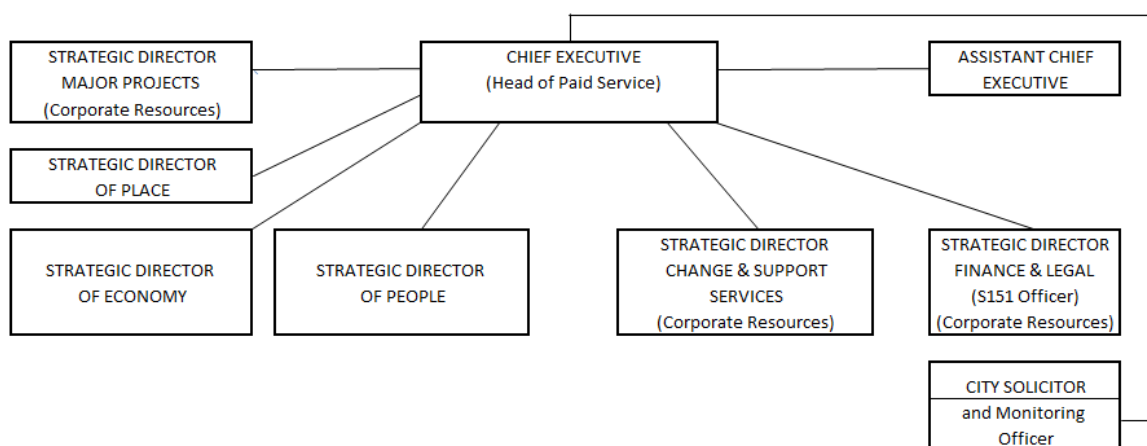 STRATEGIC DIRECTOR
MAJOR PROJECTS
(Corporate Resources)
CHIEF EXECUTIVE
(Head of Paid Service)
ASSISTANT CHIEF
EXECUTIVE
STRATEGIC DIRECTOR
OF PLACE
STRATEGIC DIRECTOR
OF ECONOMY
STRATEGIC DIRECTOR
OF PEOPLE
STRATEGIC DIRECTOR
CHANGE & SUPPORT
SERVICES
(Corporate Resources)
STRATEGIC DIRECTOR
FINANCE & LEGAL
(S151 Officer)
(Corporate Resources)
CITY SOLICITOR
and Monitoring
Officer